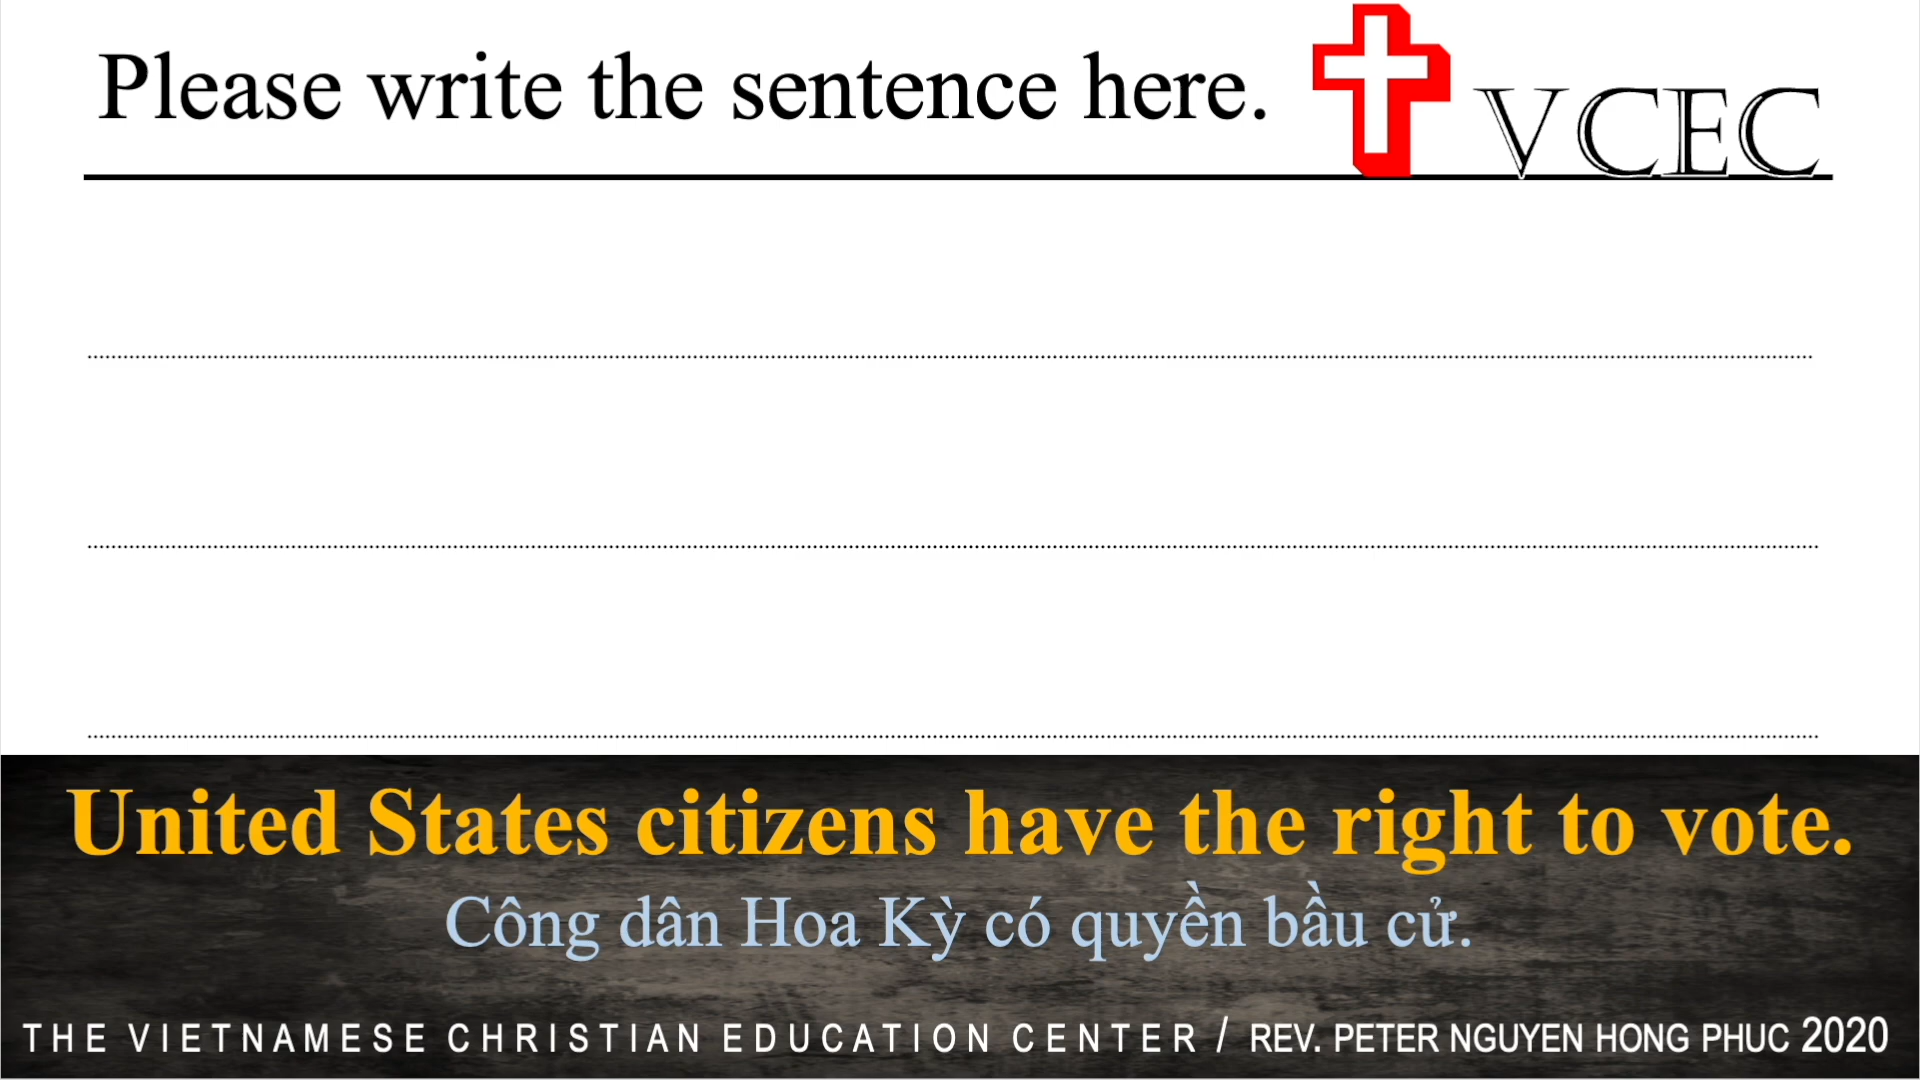 Please write the sentence here.
VCEC
United States citizens have the right to vote.
Công dân Hoa Kỳ có quyền bầu cử.
THE VIETNAMESE CHRISTIAN EDUCATION CENTER / REV. PETER NGUYEN HONG PHUC 2020